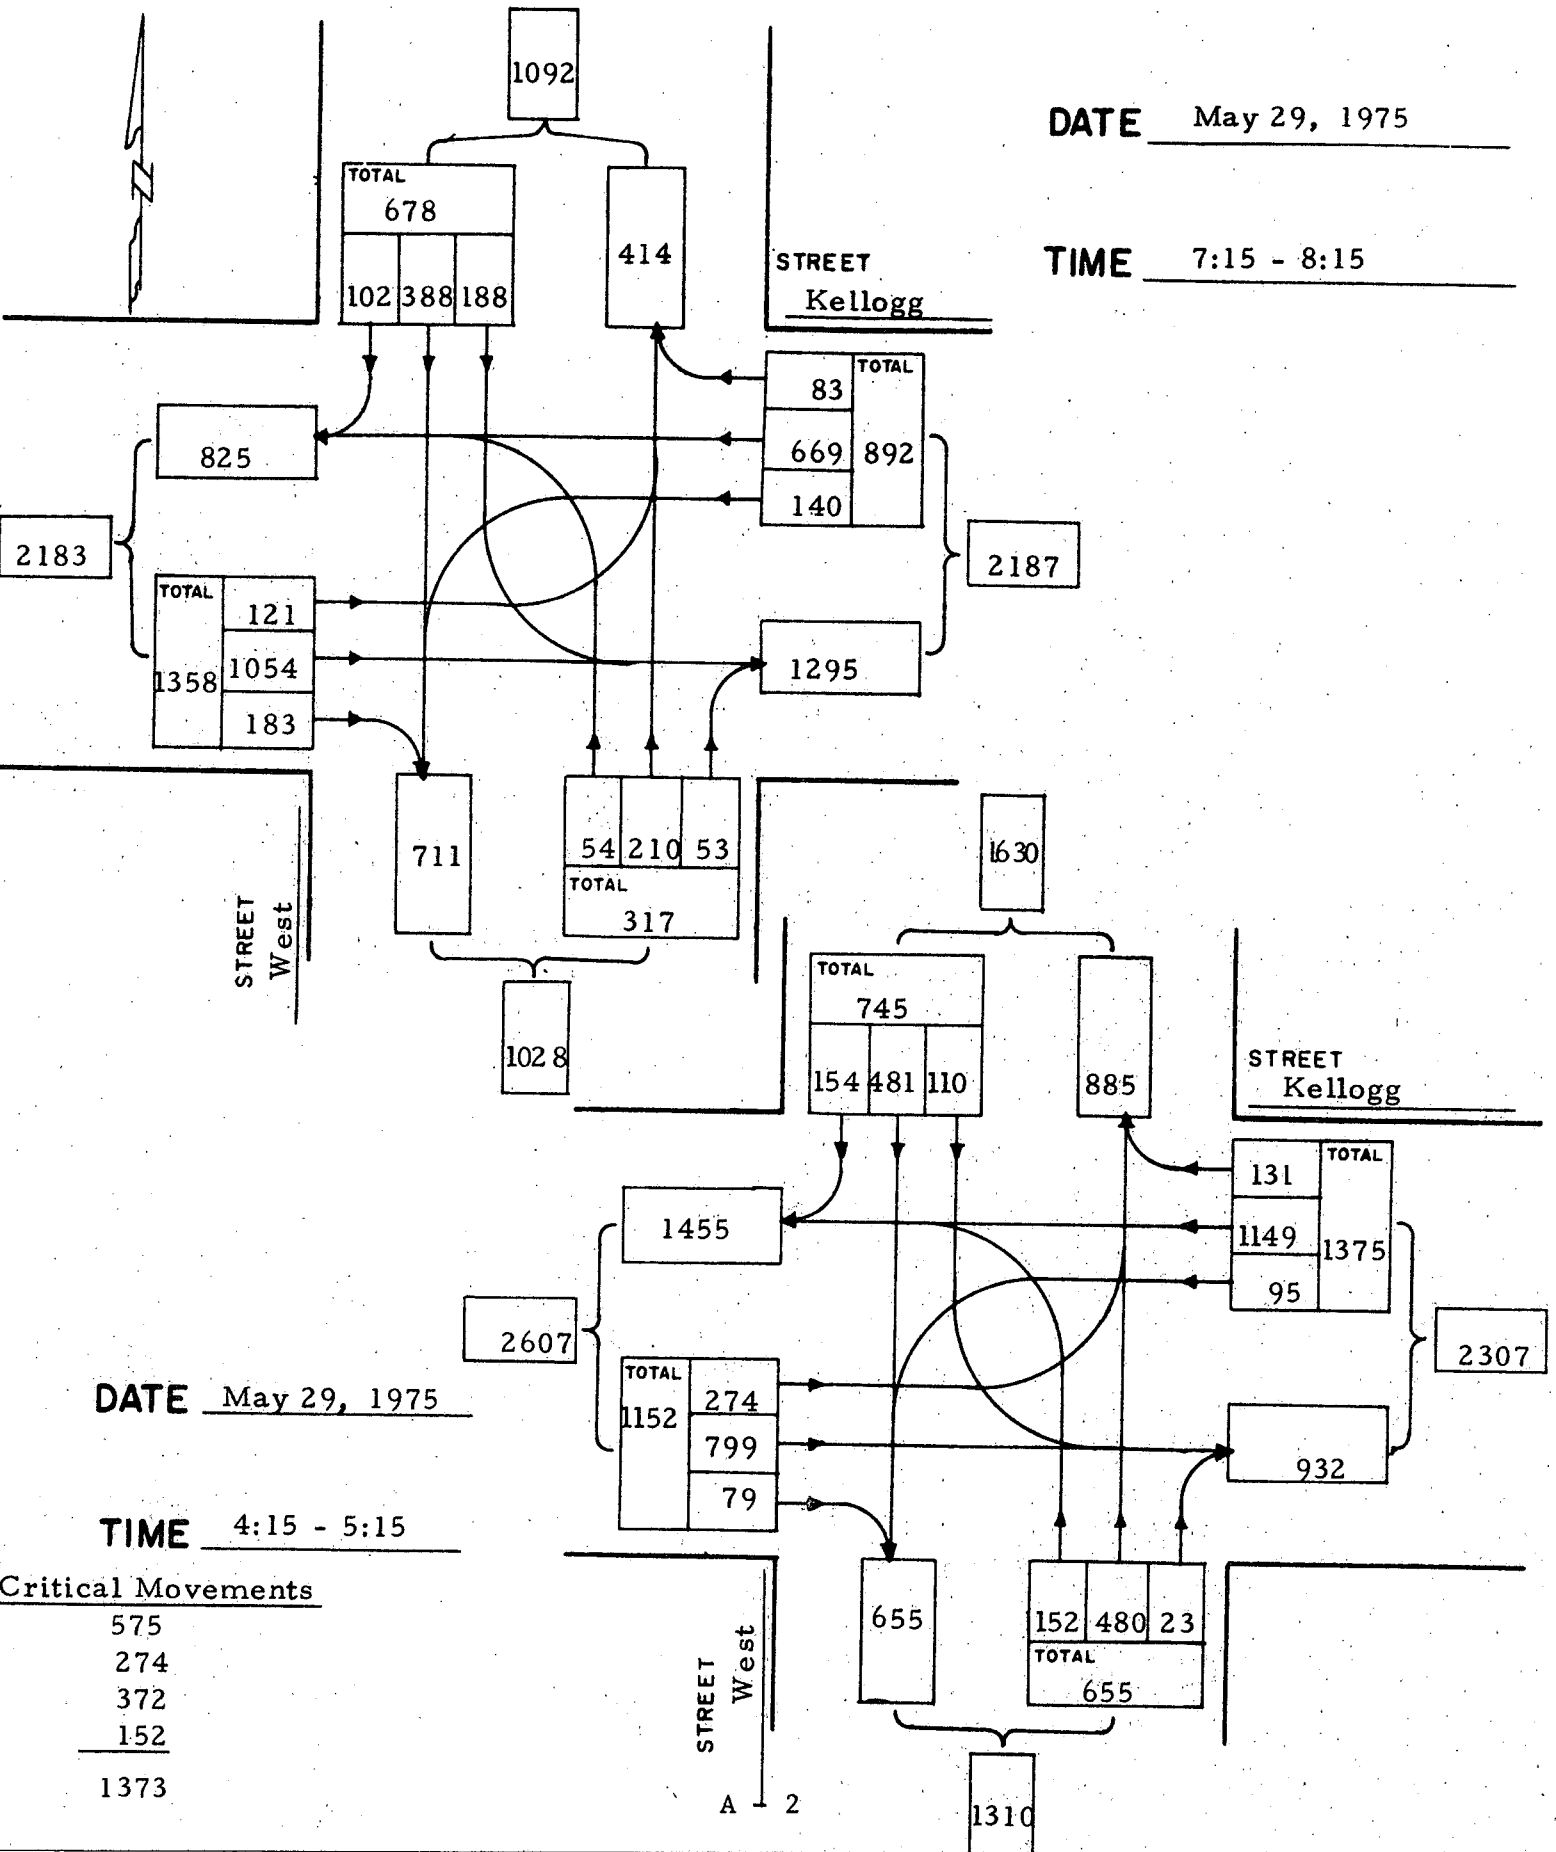 1092
DATE May 29, 1975
TOTAL
678
102 388 188
414
STREET
Kellogg
TIME 7:15 - 8:15
N
83
669
140
TOTAL
892
825
2183
2187
TOTAL
1358
121
1054
183
1295
711
54 210 53
TOTAL
317
STREET
West
1028
1630
TOTAL
745
154 481 110
885
STREET
Kellogg
131
1149
95
TOTAL
1375
1455
2607
2307
TOTAL
1152
274
799
79
932
DATE May 29, 1975
TIME 4:15 - 5:15
655
152 480 23
TOTAL
655
STREET
West
1310
Critical Movements
575
274
372
152
1373
A - 2